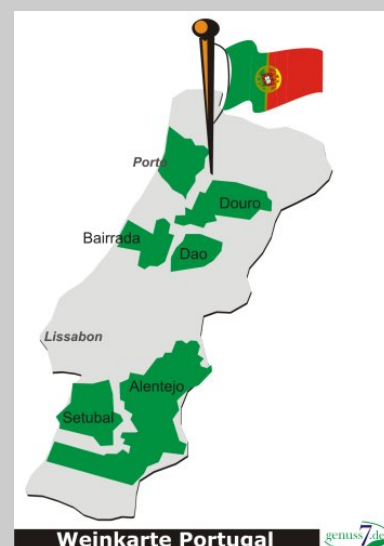 Porto
Douro
Bairrada
Dao
Lissabon
Alentejo
Setubal
Weinkarte Portugal
genuss7.de